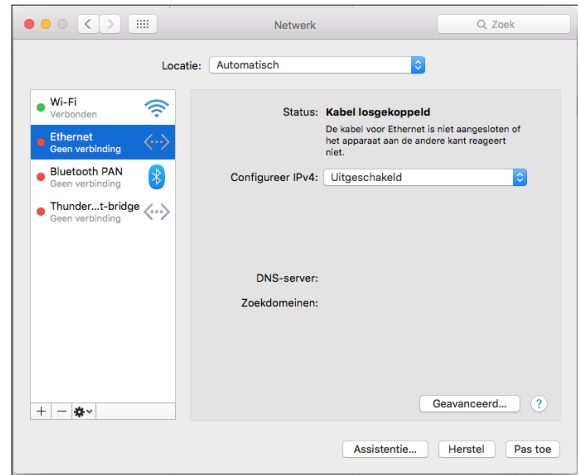 Netwerk
Zoek
Locatie: Automatisch
Wi-Fi
Verbonden
Ethernet
Geen verbinding
Bluetooth PAN
Geen verbinding
Thunder...t-bridge
Geen verbinding
Status: Kabel losgekoppeld
De kabel voor Ethernet is niet aangesloten of
het apparaat aan de andere kant reageert
niet.
Configureer IPv4: Uitgeschakeld
DNS-server:
Zoekdomeinen:
Geavanceerd... ?
Assistentie... Herstel Pas toe